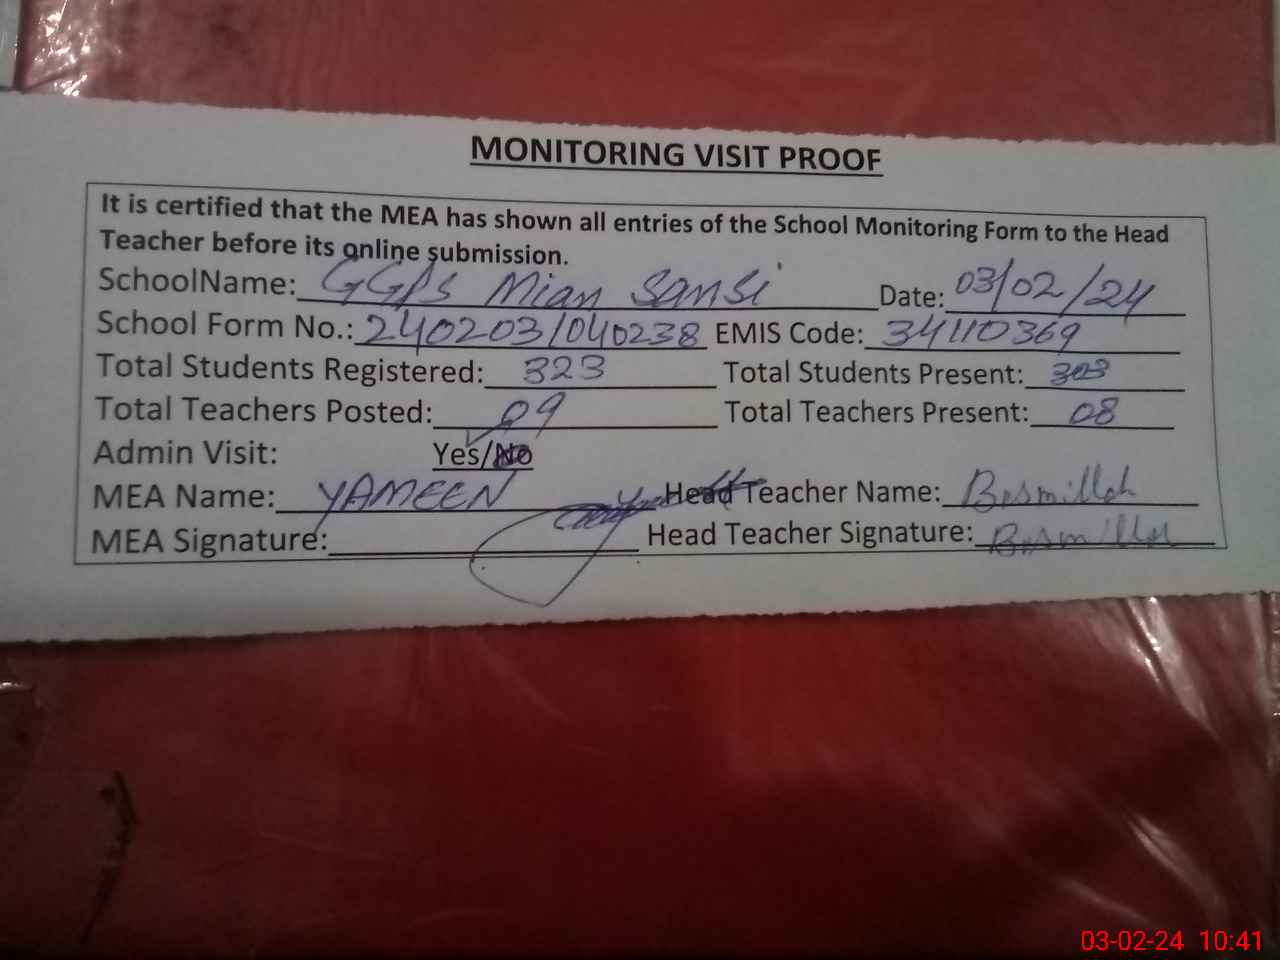 MONITORING VISIT PROOF
It is certified that the MEA has shown all entries of the School Monitoring Form to the Head
Teacher before its online submission.
SchoolName: GGPS Mian Sansi Date: 03/02/24
School Form No.: 240203/040238 EMIS Code: 34110369
Total Students Registered: 323 Total Students Present: 303
Total Teachers Posted: 09 Total Teachers Present: 08
Admin Visit: Yes/No
MEA Name: YAMEEN Head Teacher Name: Bismillah
MEA Signature: Head Teacher Signature: Bismillah
03-02-24 10:41